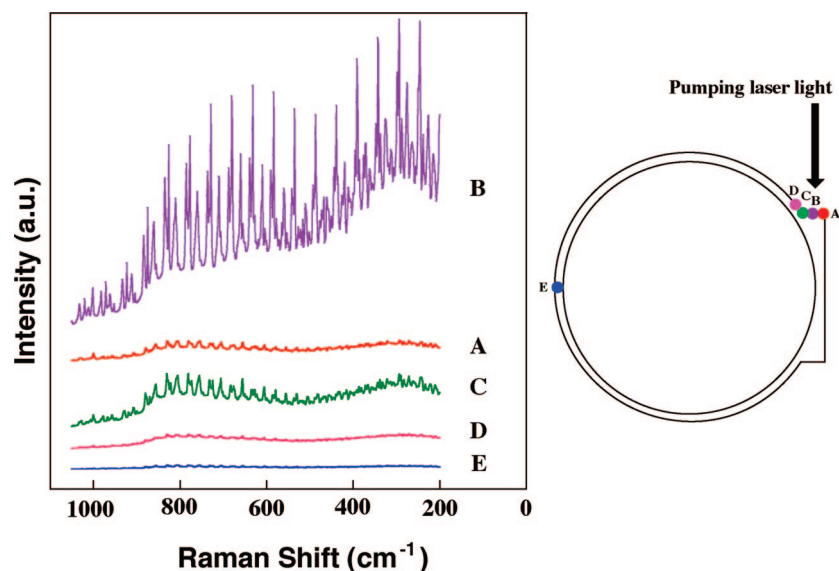 Intensity (a.u.)
B
A
C
D
E
1000 800 600 400 200 0
Raman Shift (cm-1)
Pumping laser light
D
C
B
A
E